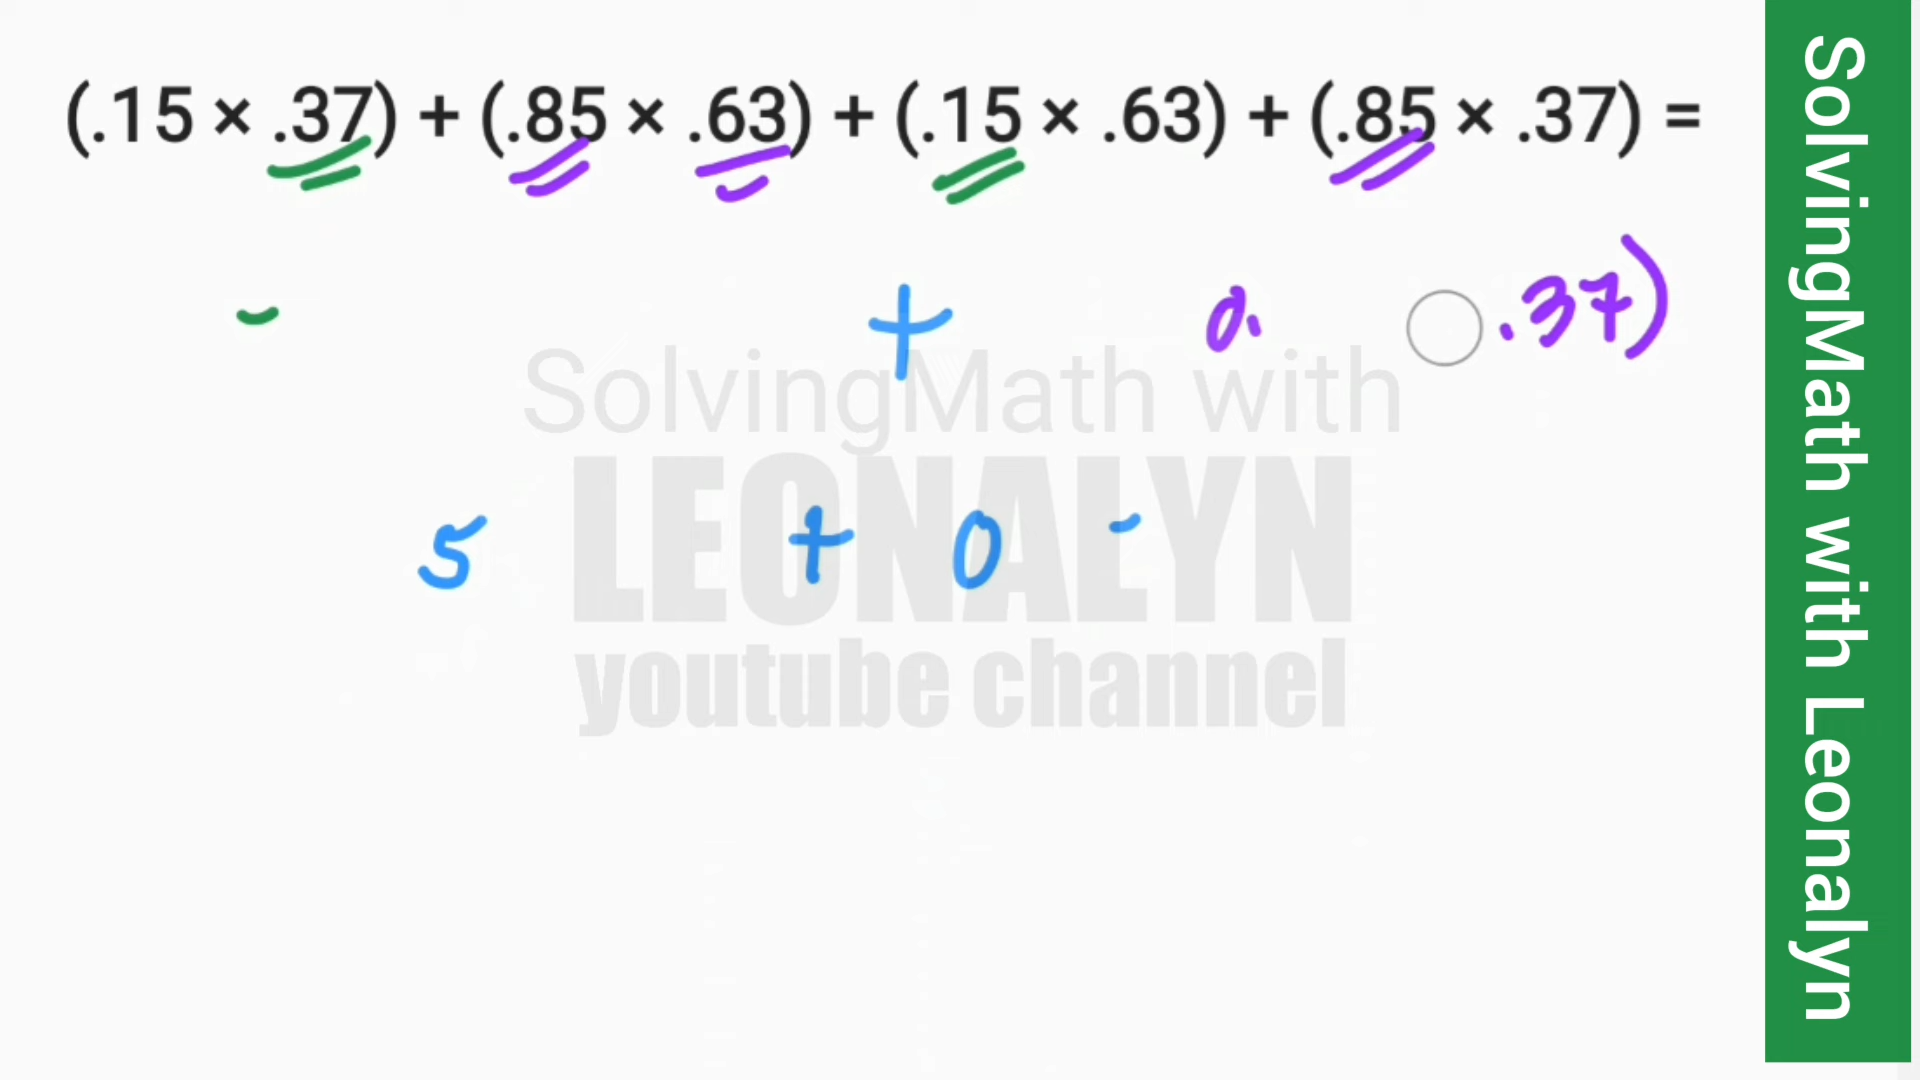 (.15 × .37) + (.85 × .63) + (.15 × .63) + (.85 × .37) =
+ 0. .37)
5 + 0
SolvingMath with
LEONALYN
youtube channel
SolvingMath with Leonalyn